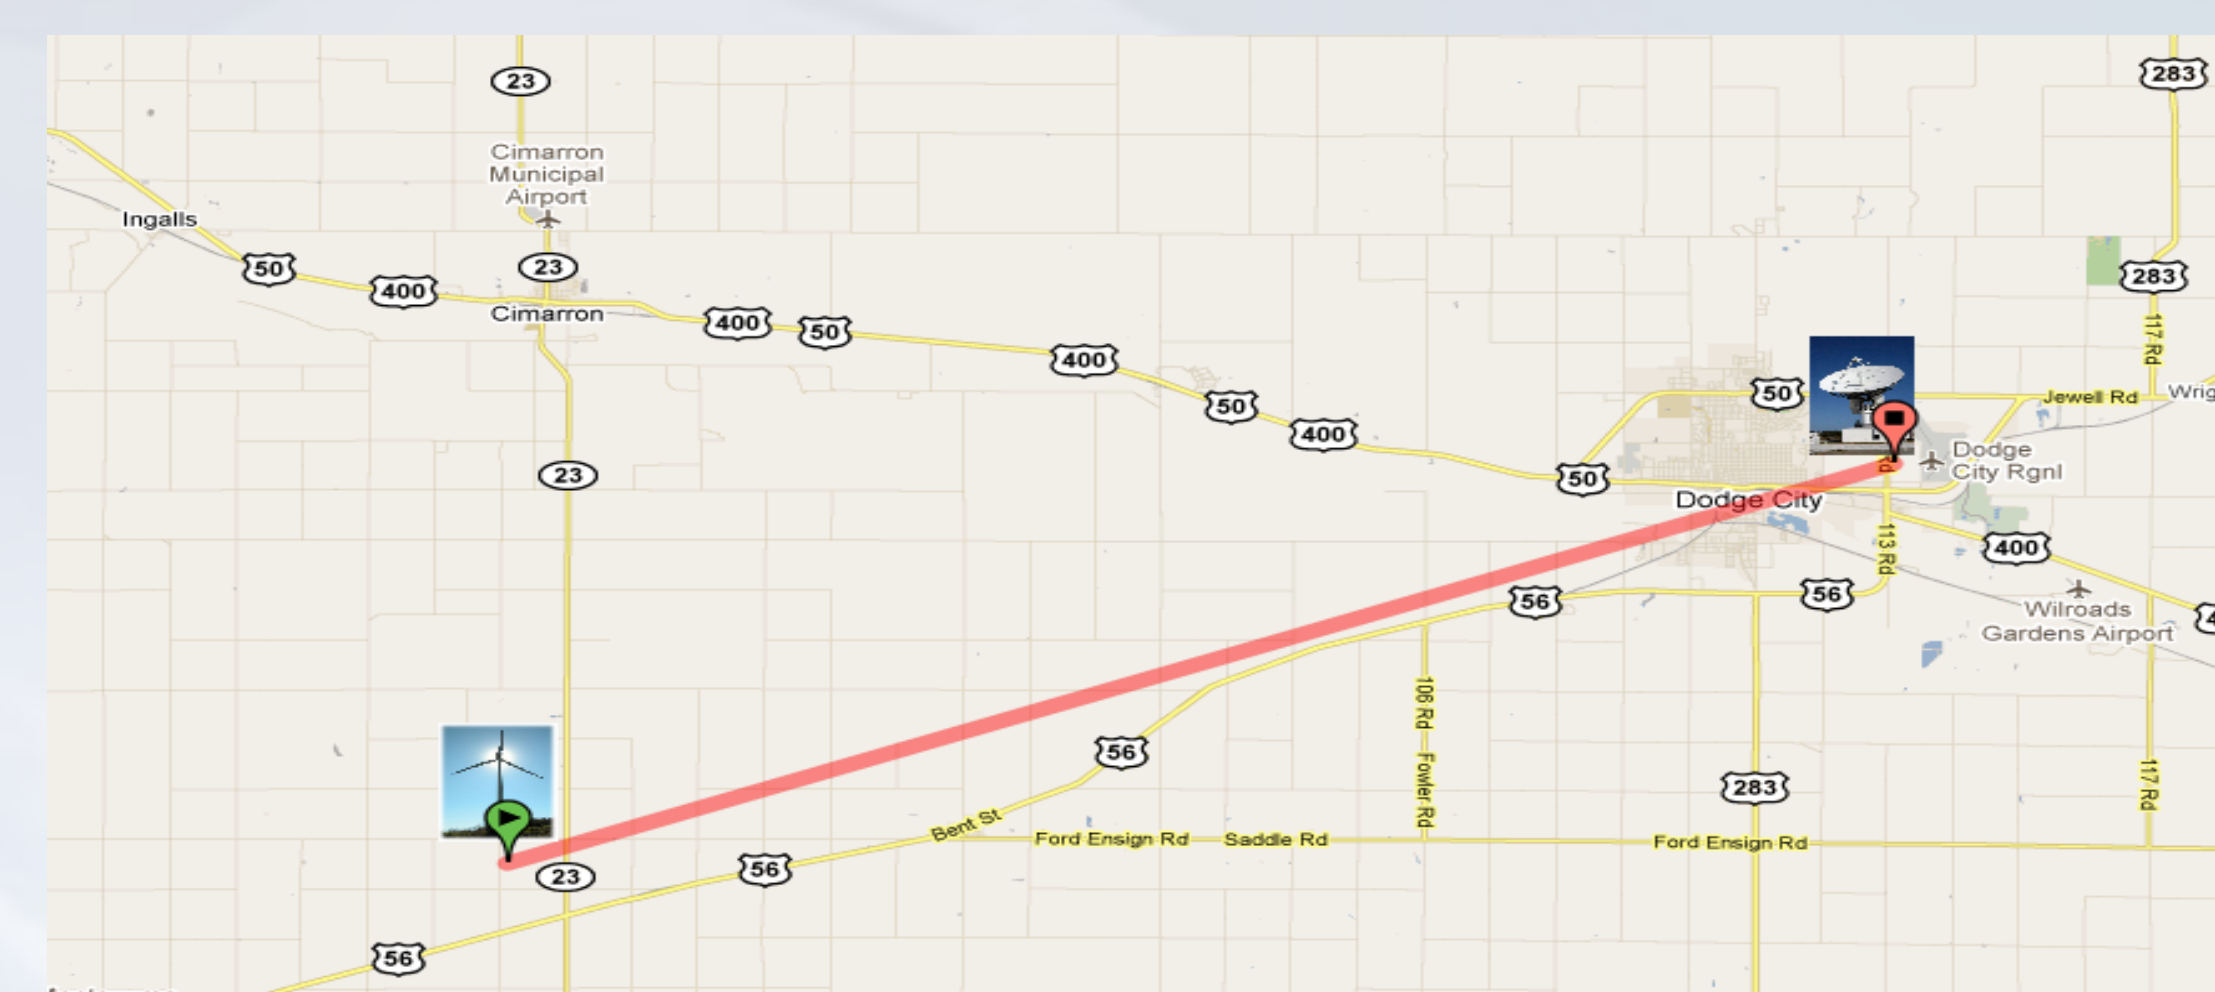 23
283
Cimarron
Municipal
Airport
Ingalls
50
23
283
400
Cimarron
400
50
117 Rd
400
50
50
Jewell Rd
400
23
50
Dodge
City Rgnl
Dodge City
113 Rd
400
56
56
Wilroads
Gardens Airport
106 Rd
56
Fowler Rd
283
117 Rd
Bent St
Ford Ensign Rd
Saddle Rd
Ford Ensign Rd
56
23
56